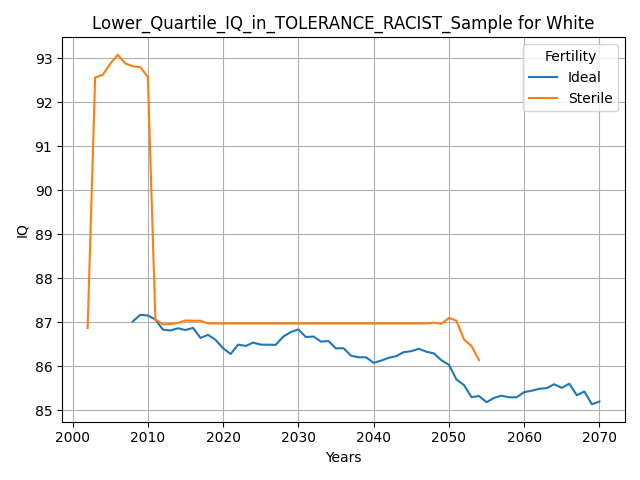 Lower_Quartile_IQ_in_TOLERANCE_RACIST_Sample for White
Fertility
Ideal
Sterile
93
92
91
90
89
88
87
86
85
IQ
2000 2010 2020 2030 2040 2050 2060 2070
Years